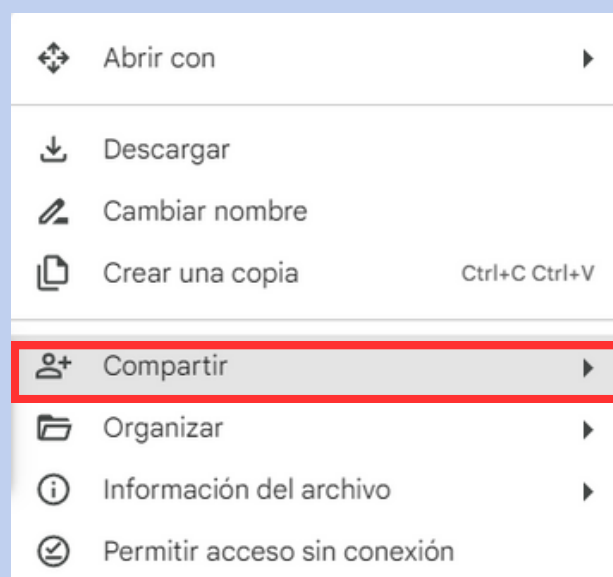 Abrir con
Descargar
Cambiar nombre
Crear una copia Ctrl+C Ctrl+V
Compartir
Organizar
Información del archivo
Permitir acceso sin conexión